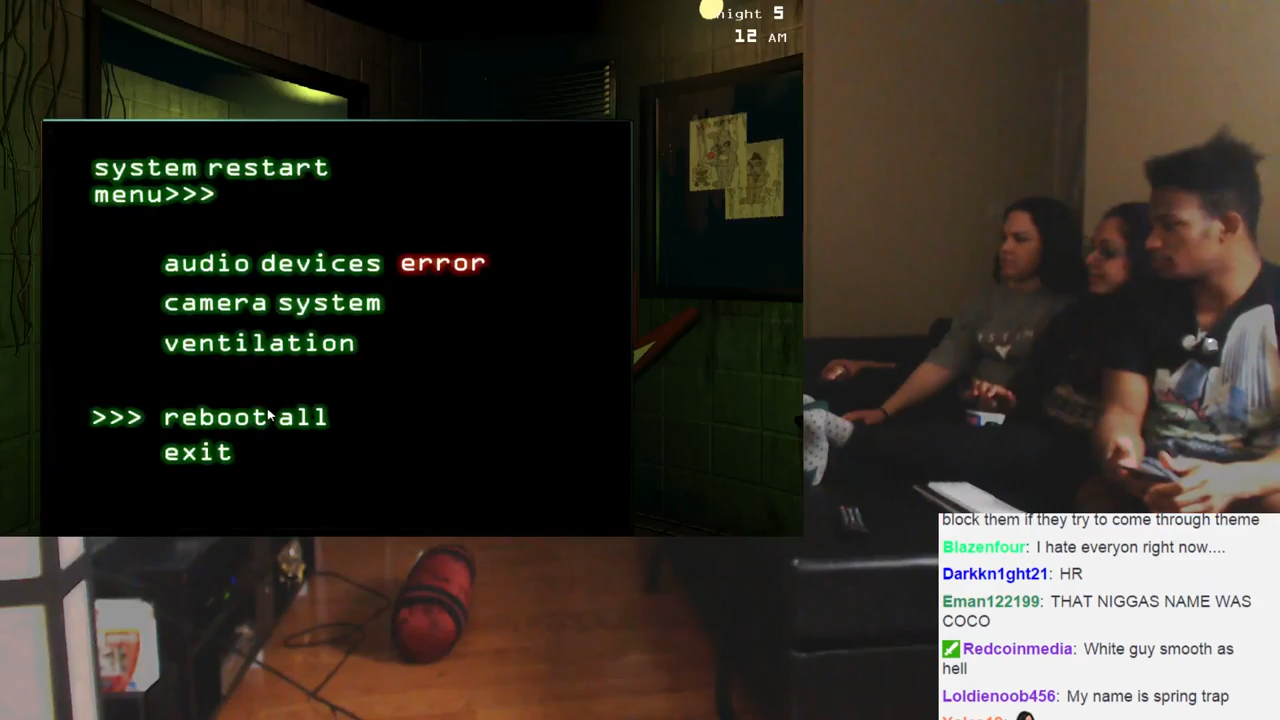 night 5
12 AM
system restart
menu>>>
audio devices error
camera system
ventilation
>>> reboot all
exit
block them if they try to come through theme
Blazenfour: I hate everyon right now....
Darkkn1ght21: HR
Eman122199: THAT NIGGAS NAME WAS
COCO
Redcoinmedia: White guy smooth as
hell
Loldienoob456: My name is spring trap